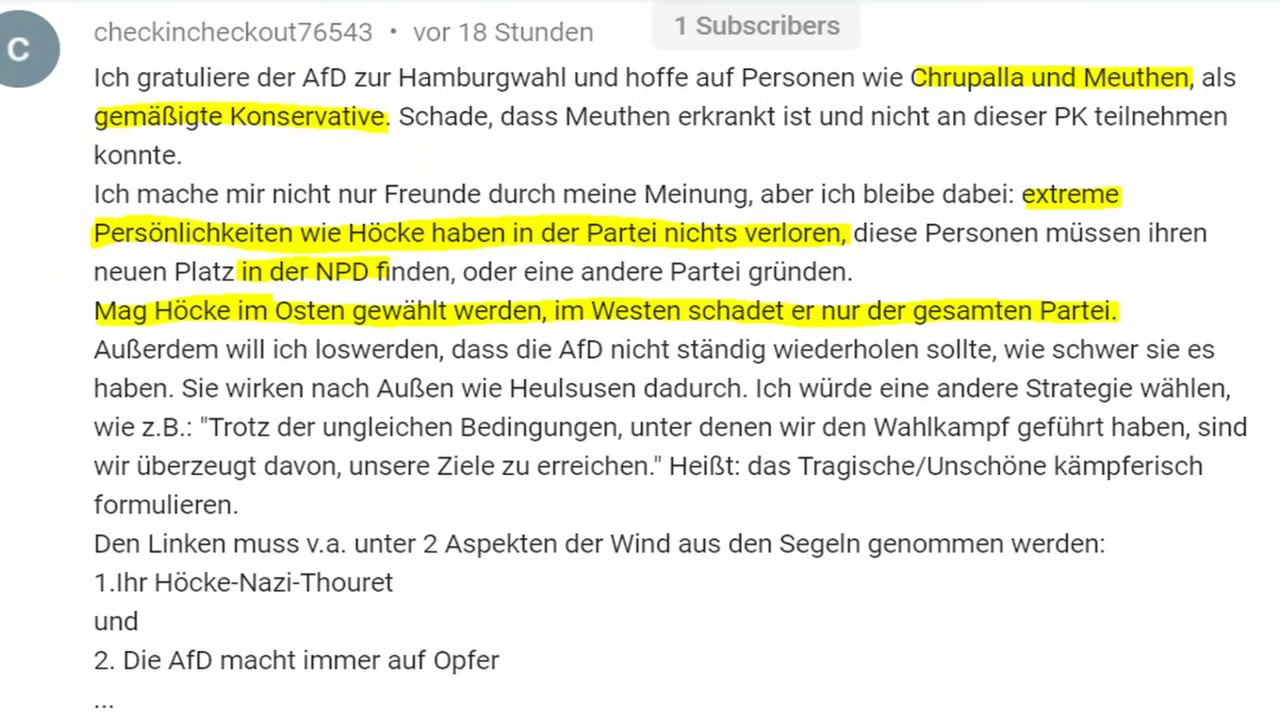 C
checkincheckout76543 • vor 18 Stunden
1 Subscribers
Ich gratuliere der AfD zur Hamburgwahl und hoffe auf Personen wie Chrupalla und Meuthen, als
gemäßigte Konservative. Schade, dass Meuthen erkrankt ist und nicht an dieser PK teilnehmen
konnte.
Ich mache mir nicht nur Freunde durch meine Meinung, aber ich bleibe dabei: extreme
Persönlichkeiten wie Höcke haben in der Partei nichts verloren, diese Personen müssen ihren
neuen Platz in der NPD finden, oder eine andere Partei gründen.
Mag Höcke im Osten gewählt werden, im Westen schadet er nur der gesamten Partei.
Außerdem will ich loswerden, dass die AfD nicht ständig wiederholen sollte, wie schwer sie es
haben. Sie wirken nach Außen wie Heulsusen dadurch. Ich würde eine andere Strategie wählen,
wie z.B.: "Trotz der ungleichen Bedingungen, unter denen wir den Wahlkampf geführt haben, sind
wir überzeugt davon, unsere Ziele zu erreichen." Heißt: das Tragische/Unschöne kämpferisch
formulieren.
Den Linken muss v.a. unter 2 Aspekten der Wind aus den Segeln genommen werden:
1.Ihr Höcke-Nazi-Thouret
und
2. Die AfD macht immer auf Opfer
...